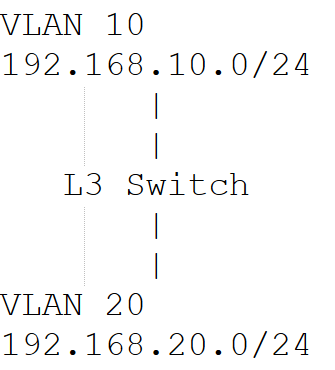 VLAN 10
192.168.10.0/24
|
|
L3 Switch
|
|
VLAN 20
192.168.20.0/24